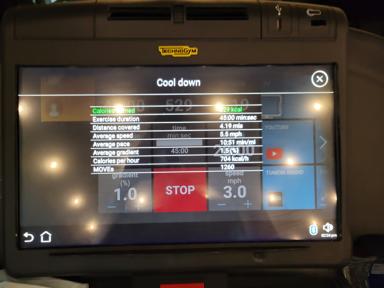 TECHNOGYM
Cool down
Calories burned 529 kcal
Exercise duration 45:00 min:sec
Distance covered 4.19 mls
Average speed 5.5 mph
Average pace 10:51 min/ml
Average gradient 1.5 (%)
Calories per hour 704 kcal/h
MOVEs 1260
529
time
min:sec
45:00
YOUTUBE
TUNEIN RADIO
gradient
(%)
1.0
STOP
speed
mph
3.0